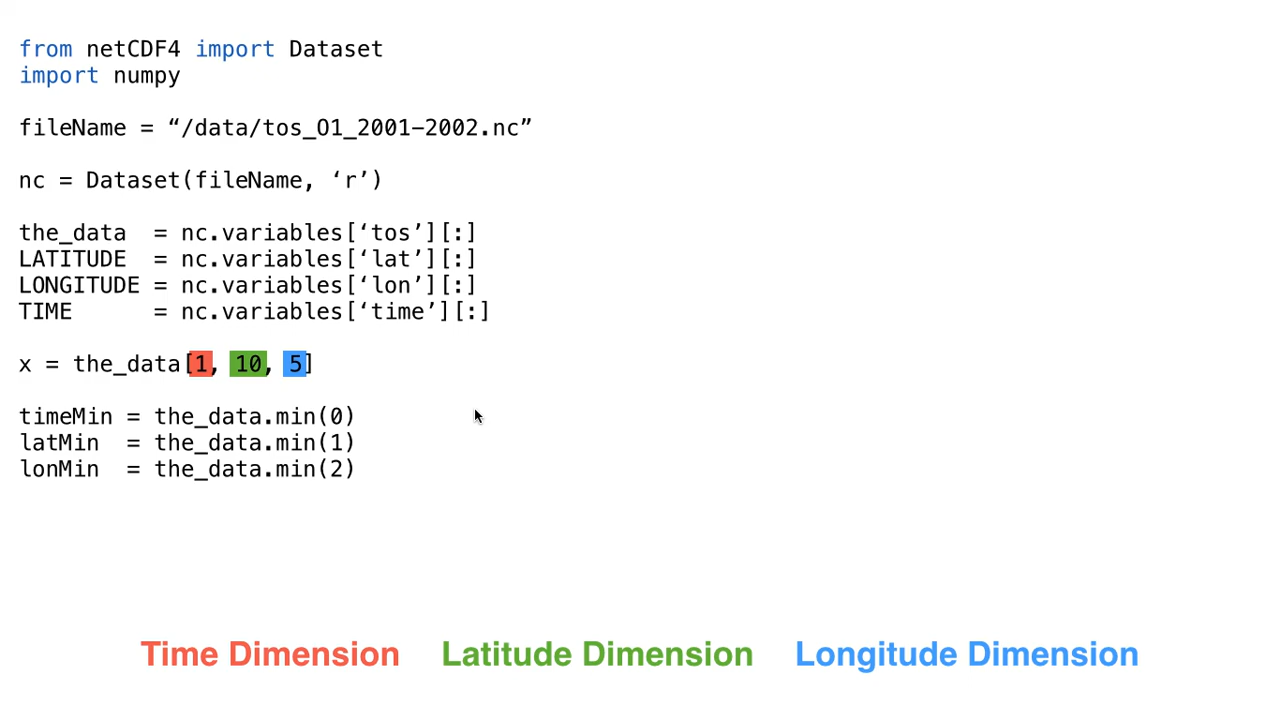 from netCDF4 import Dataset
import numpy
fileName = “/data/tos_O1_2001-2002.nc”
nc = Dataset(fileName, ‘r’)
the_data  = nc.variables[‘tos’][:]
LATITUDE  = nc.variables[‘lat’][:]
LONGITUDE = nc.variables[‘lon’][:]
TIME      = nc.variables[‘time’][:]
x = the_data[1, 10, 5]
timeMin = the_data.min(0)
latMin  = the_data.min(1)
lonMin  = the_data.min(2)
Time Dimension Latitude Dimension Longitude Dimension